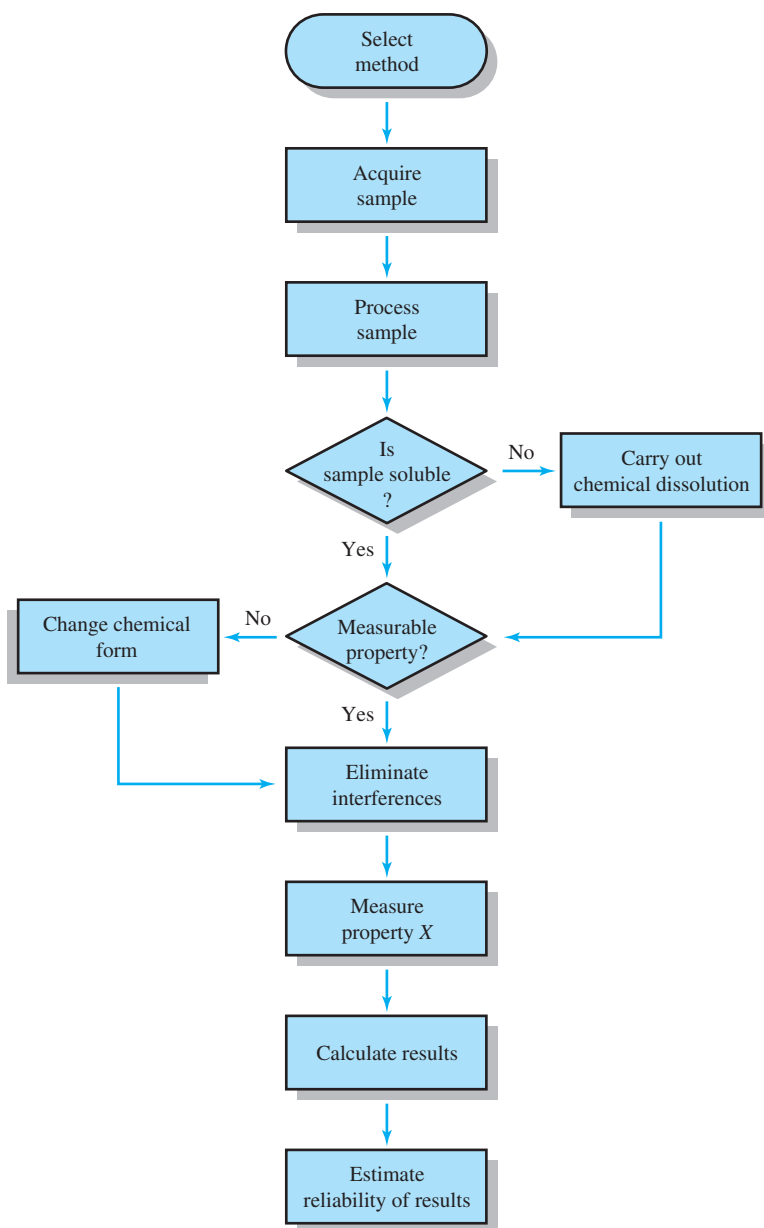 Select
method
Acquire
sample
Process
sample
Is
sample soluble
?
No
Carry out
chemical dissolution
Yes
Change chemical
form
No
Measurable
property?
Yes
Eliminate
interferences
Measure
property X
Calculate results
Estimate
reliability of results